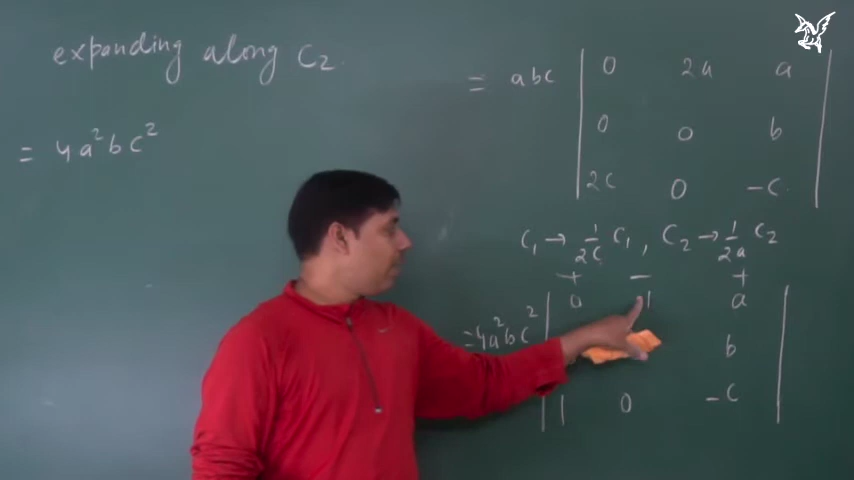 expanding along C₂.
= 4a²bc²
= abc | 0 2a a |
| 0 0 b |
| 2c 0 -c |
C₁ → 1/2c C₁ , C₂ → 1/2a C₂
+ - +
= 4a²bc² | 0 1 a |
b
| 1 0 -c |